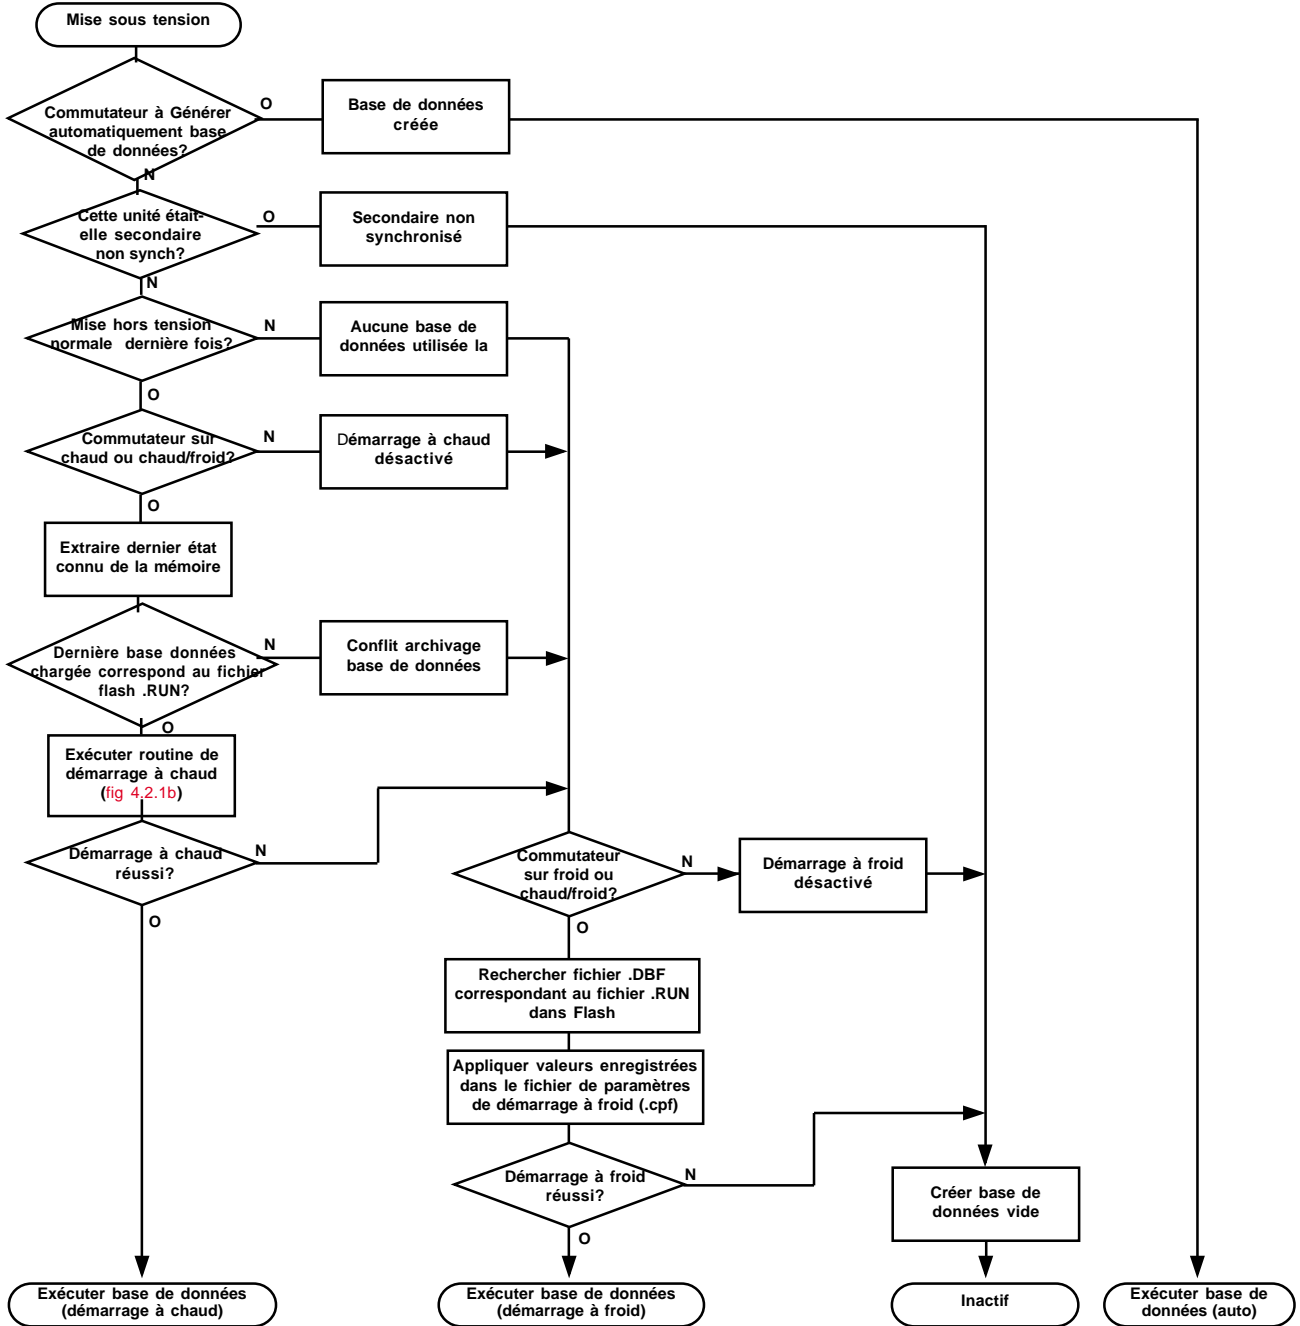 Mise sous tension
Commutateur à Générer
automatiquement base
de données?
O
Base de données
créée
N
Cette unité était-
elle secondaire
non synch?
O
Secondaire non
synchronisé
N
Mise hors tension
normale dernière fois?
N
Aucune base de
données utilisée la
O
Commutateur sur
chaud ou chaud/froid?
N
Démarrage à chaud
désactivé
O
Extraire dernier état
connu de la mémoire
Dernière base données
chargée correspond au fichier
flash .RUN?
N
Conflit archivage
base de données
O
Exécuter routine de
démarrage à chaud
(fig 4.2.1b)
Démarrage à chaud
réussi?
N
O
Commutateur
sur froid ou
chaud/froid?
N
Démarrage à froid
désactivé
O
Rechercher fichier .DBF
correspondant au fichier .RUN
dans Flash
Appliquer valeurs enregistrées
dans le fichier de paramètres
de démarrage à froid (.cpf)
Démarrage à froid
réussi?
N
O
Créer base de
données vide
Exécuter base de données
(démarrage à chaud)
Exécuter base de données
(démarrage à froid)
Inactif
Exécuter base de
données (auto)